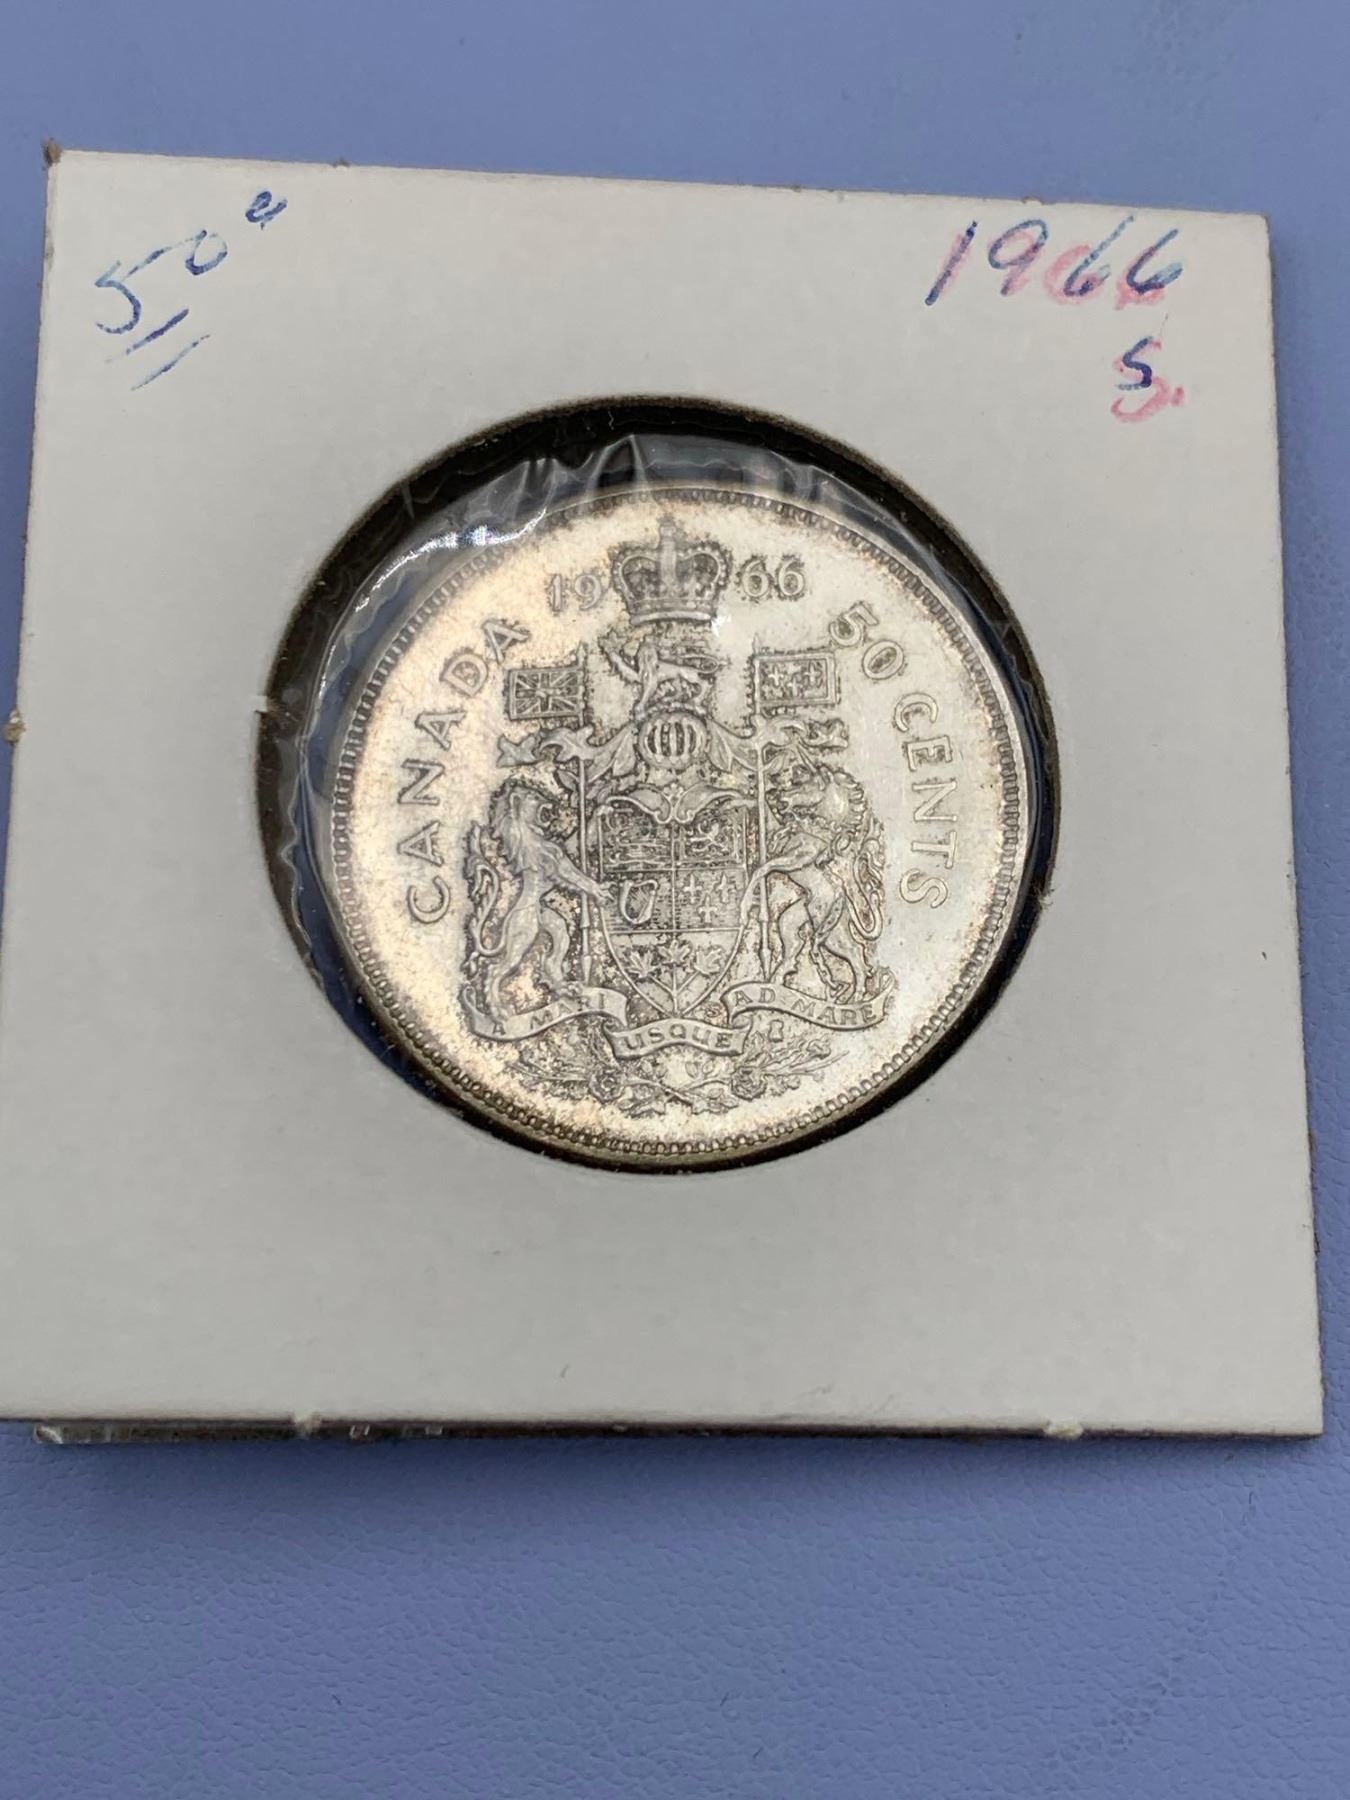 50¢
1966
S
1966
CANADA
50 CENTS
A MARI
USQUE
AD MARE